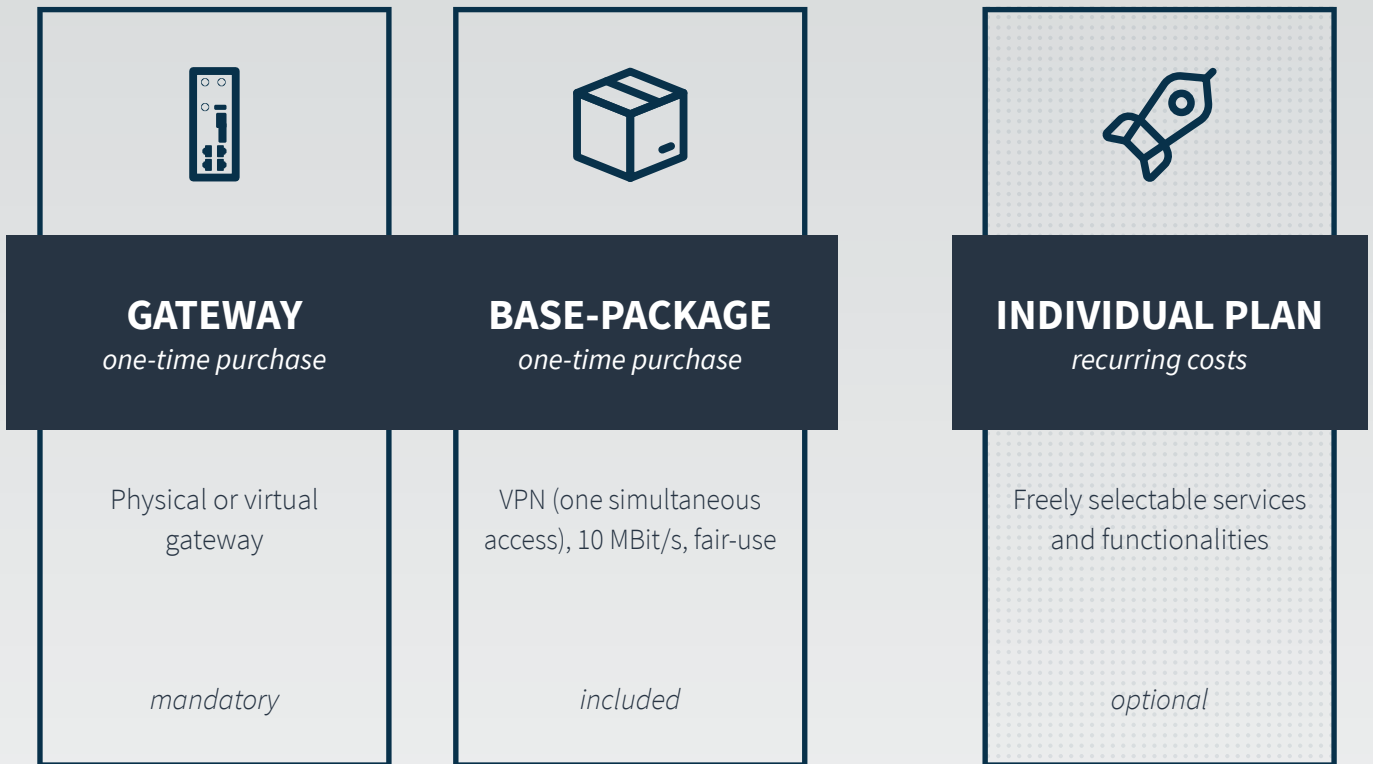 GATEWAY
one-time purchase
Physical or virtual
gateway
mandatory
BASE-PACKAGE
one-time purchase
VPN (one simultaneous
access), 10 MBit/s, fair-use
included
INDIVIDUAL PLAN
recurring costs
Freely selectable services
and functionalities
optional